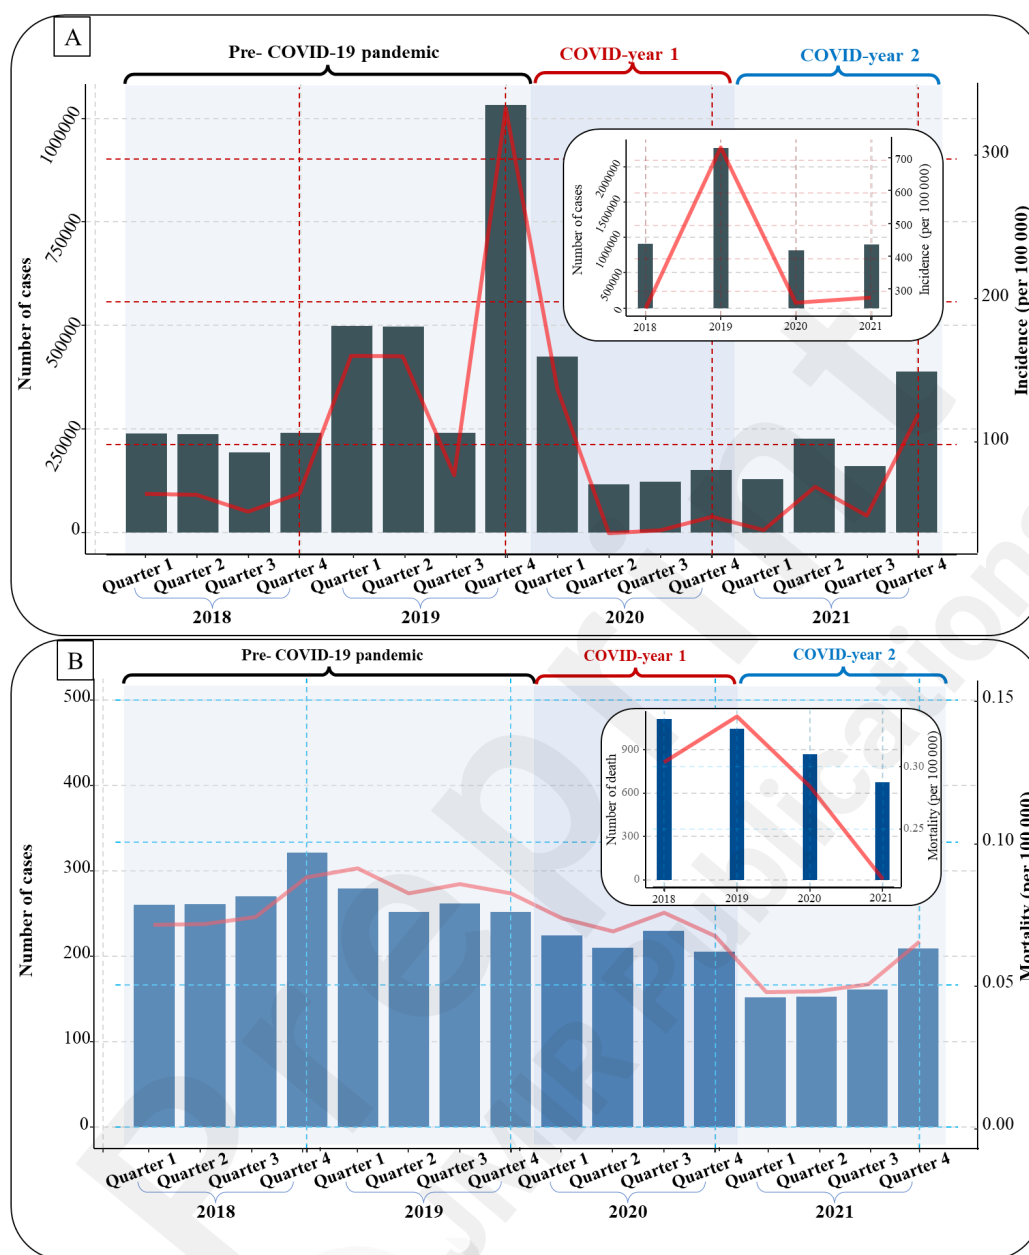 A
Pre- COVID-19 pandemic
COVID-year 1
COVID-year 2
Number of cases
1000000
750000
500000
250000
0
Incidence (per 100 000)
300
200
100
Number of cases
2000000
1500000
1000000
500000
0
Incidence (per 100 000)
700
600
500
400
300
2018 2019 2020 2021
Quarter 1 Quarter 2 Quarter 3 Quarter 4 Quarter 1 Quarter 2 Quarter 3 Quarter 4 Quarter 1 Quarter 2 Quarter 3 Quarter 4 Quarter 1 Quarter 2 Quarter 3 Quarter 4
2018 2019 2020 2021
B
Pre- COVID-19 pandemic
COVID-year 1
COVID-year 2
Number of cases
500
400
300
200
100
0
Mortality (per 100 000)
0.15
0.10
0.05
0.00
Number of death
900
600
300
0
Mortality (per 100 000)
0.30
0.25
2018 2019 2020 2021
Quarter 1 Quarter 2 Quarter 3 Quarter 4 Quarter 1 Quarter 2 Quarter 3 Quarter 4 Quarter 1 Quarter 2 Quarter 3 Quarter 4 Quarter 1 Quarter 2 Quarter 3 Quarter 4
2018 2019 2020 2021
Preprint
JMIR Publications